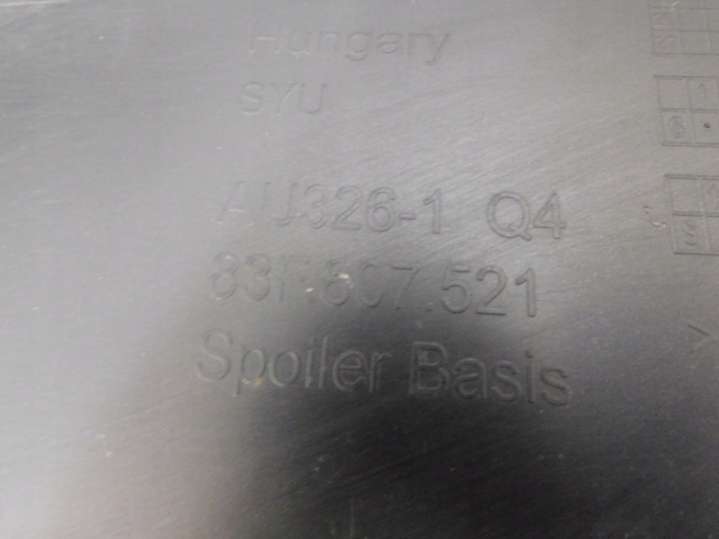 Hungary
SYU
AU326-1 Q4
83F.807.521
Spoiler Basis